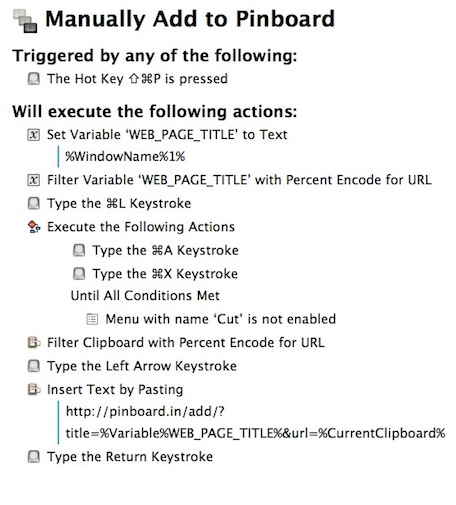 Manually Add to Pinboard
Triggered by any of the following:
The Hot Key ⇧⌘P is pressed
Will execute the following actions:
Set Variable ‘WEB_PAGE_TITLE’ to Text
%WindowName%1%
Filter Variable ‘WEB_PAGE_TITLE’ with Percent Encode for URL
Type the ⌘L Keystroke
Execute the Following Actions
Type the ⌘A Keystroke
Type the ⌘X Keystroke
Until All Conditions Met
Menu with name ‘Cut’ is not enabled
Filter Clipboard with Percent Encode for URL
Type the Left Arrow Keystroke
Insert Text by Pasting
http://pinboard.in/add/?
title=%Variable%WEB_PAGE_TITLE%&url=%CurrentClipboard%
Type the Return Keystroke